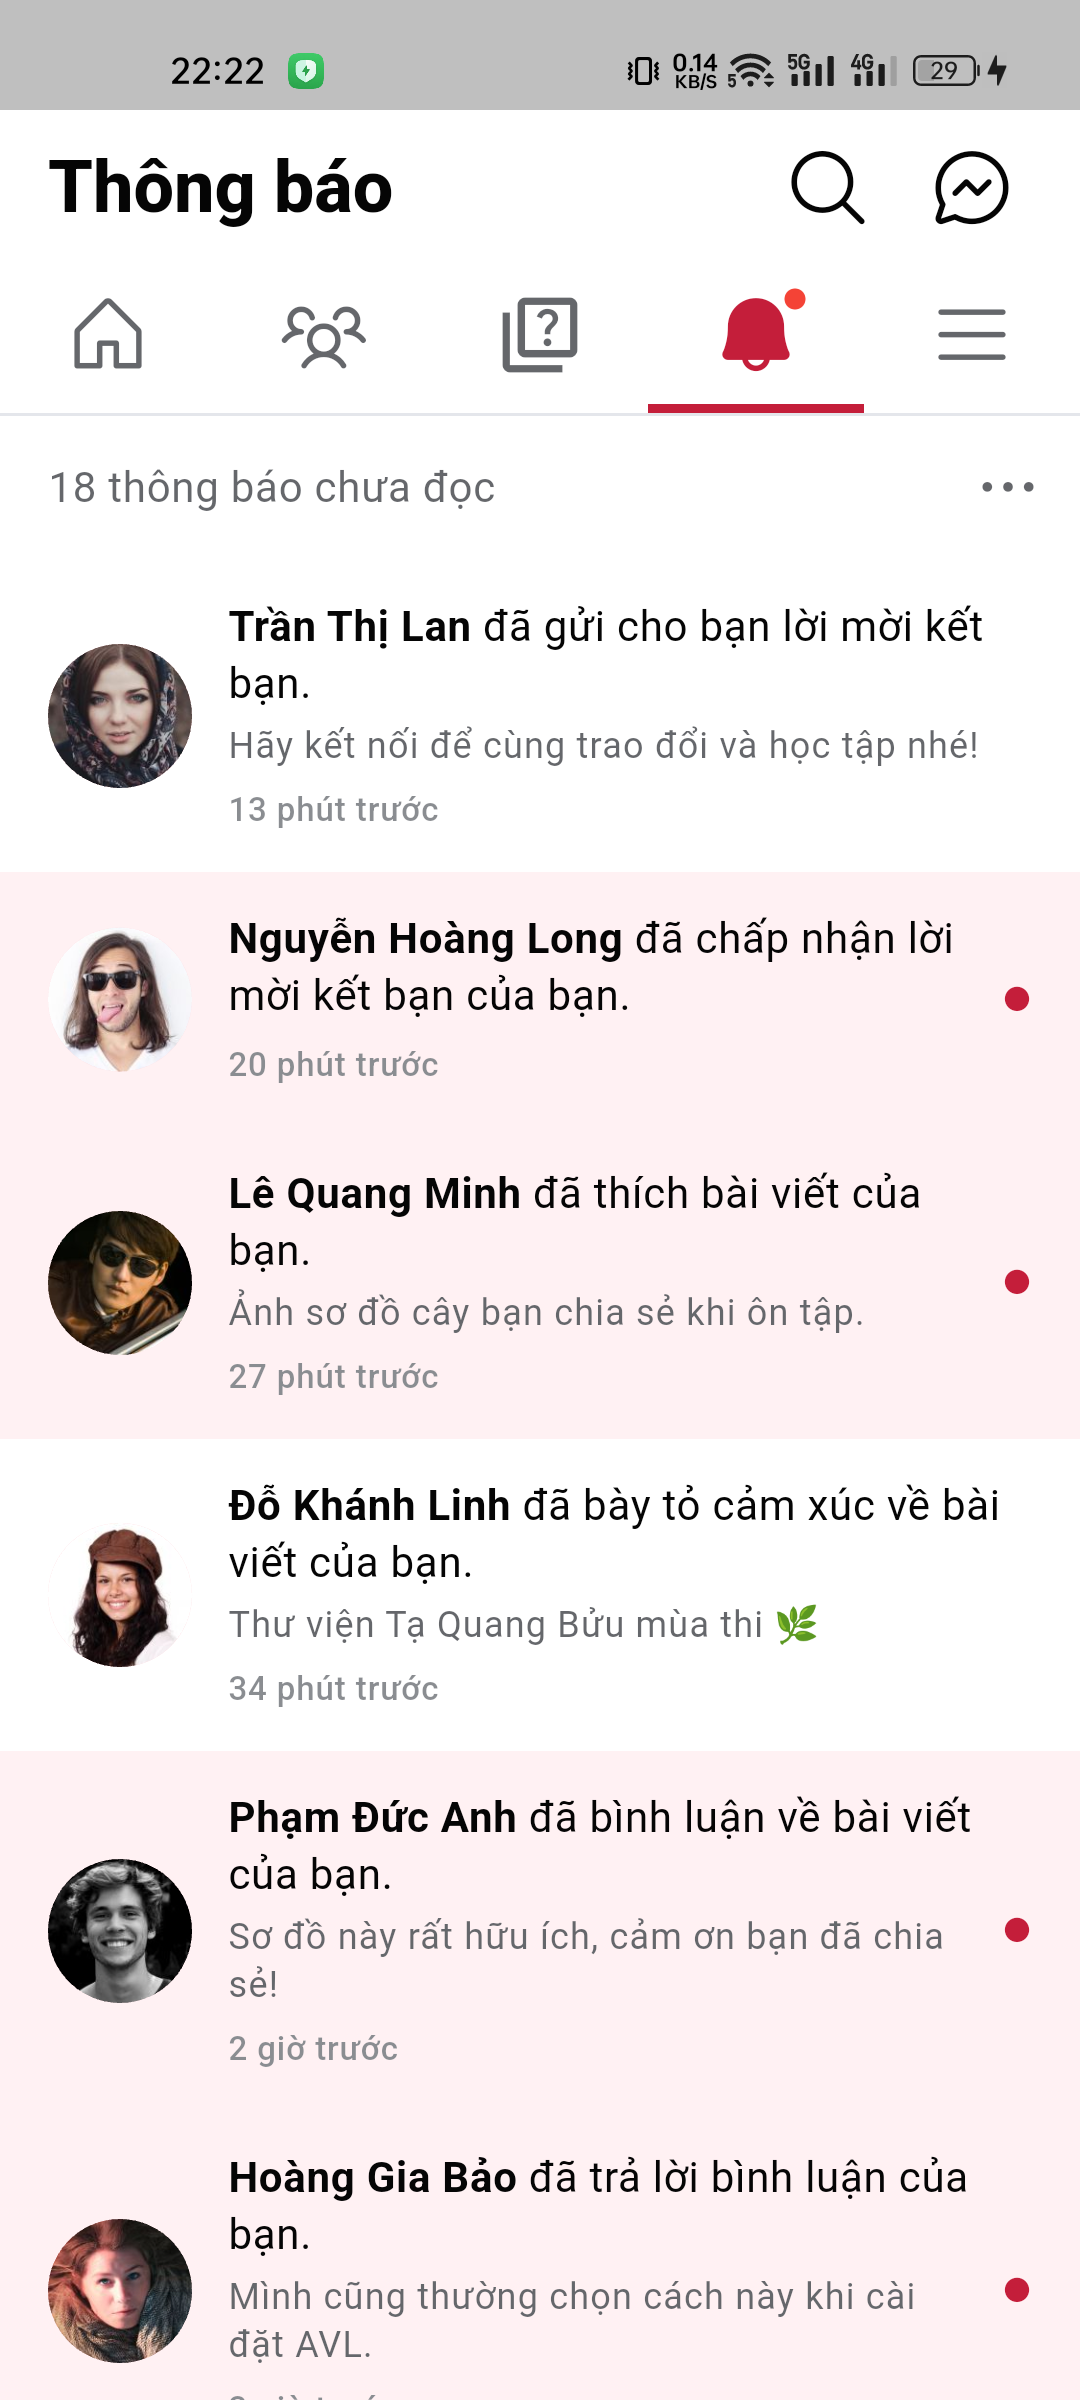 22:22
0.14
KB/S
5
5G
4G
29
Thông báo
?
18 thông báo chưa đọc
Trần Thị Lan đã gửi cho bạn lời mời kết
bạn.
Hãy kết nối để cùng trao đổi và học tập nhé!
13 phút trước
Nguyễn Hoàng Long đã chấp nhận lời
mời kết bạn của bạn.
20 phút trước
Lê Quang Minh đã thích bài viết của
bạn.
Ảnh sơ đồ cây bạn chia sẻ khi ôn tập.
27 phút trước
Đỗ Khánh Linh đã bày tỏ cảm xúc về bài
viết của bạn.
Thư viện Tạ Quang Bửu mùa thi 🌿
34 phút trước
Phạm Đức Anh đã bình luận về bài viết
của bạn.
Sơ đồ này rất hữu ích, cảm ơn bạn đã chia
sẻ!
2 giờ trước
Hoàng Gia Bảo đã trả lời bình luận của
bạn.
Mình cũng thường chọn cách này khi cài
đặt AVL.